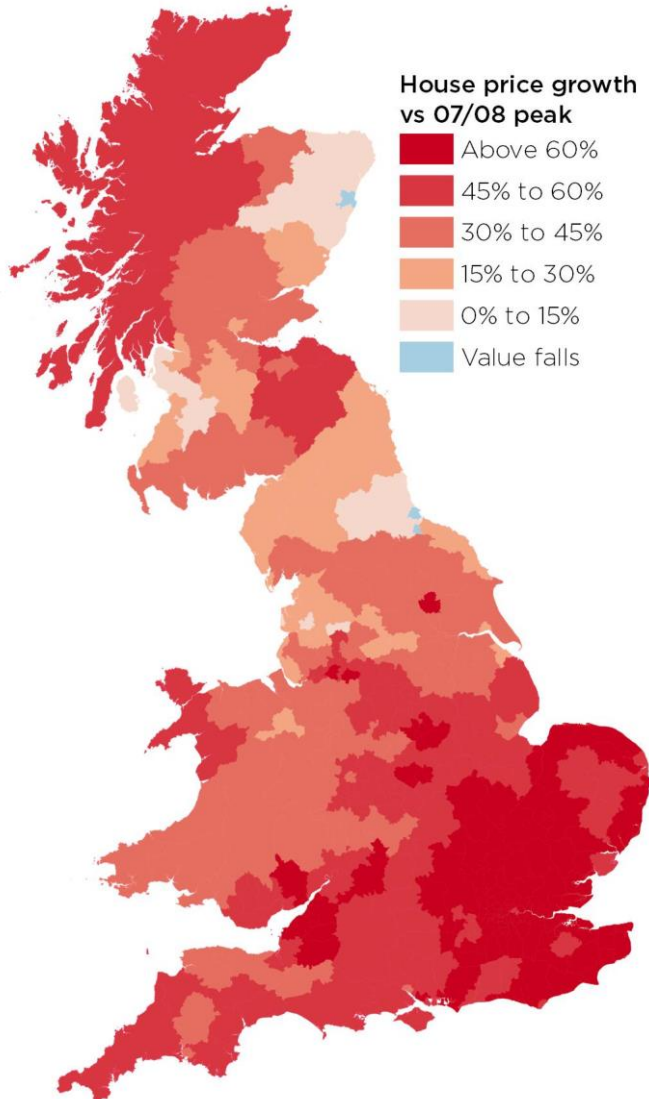 House price growth
vs 07/08 peak
Above 60%
45% to 60%
30% to 45%
15% to 30%
0% to 15%
Value falls